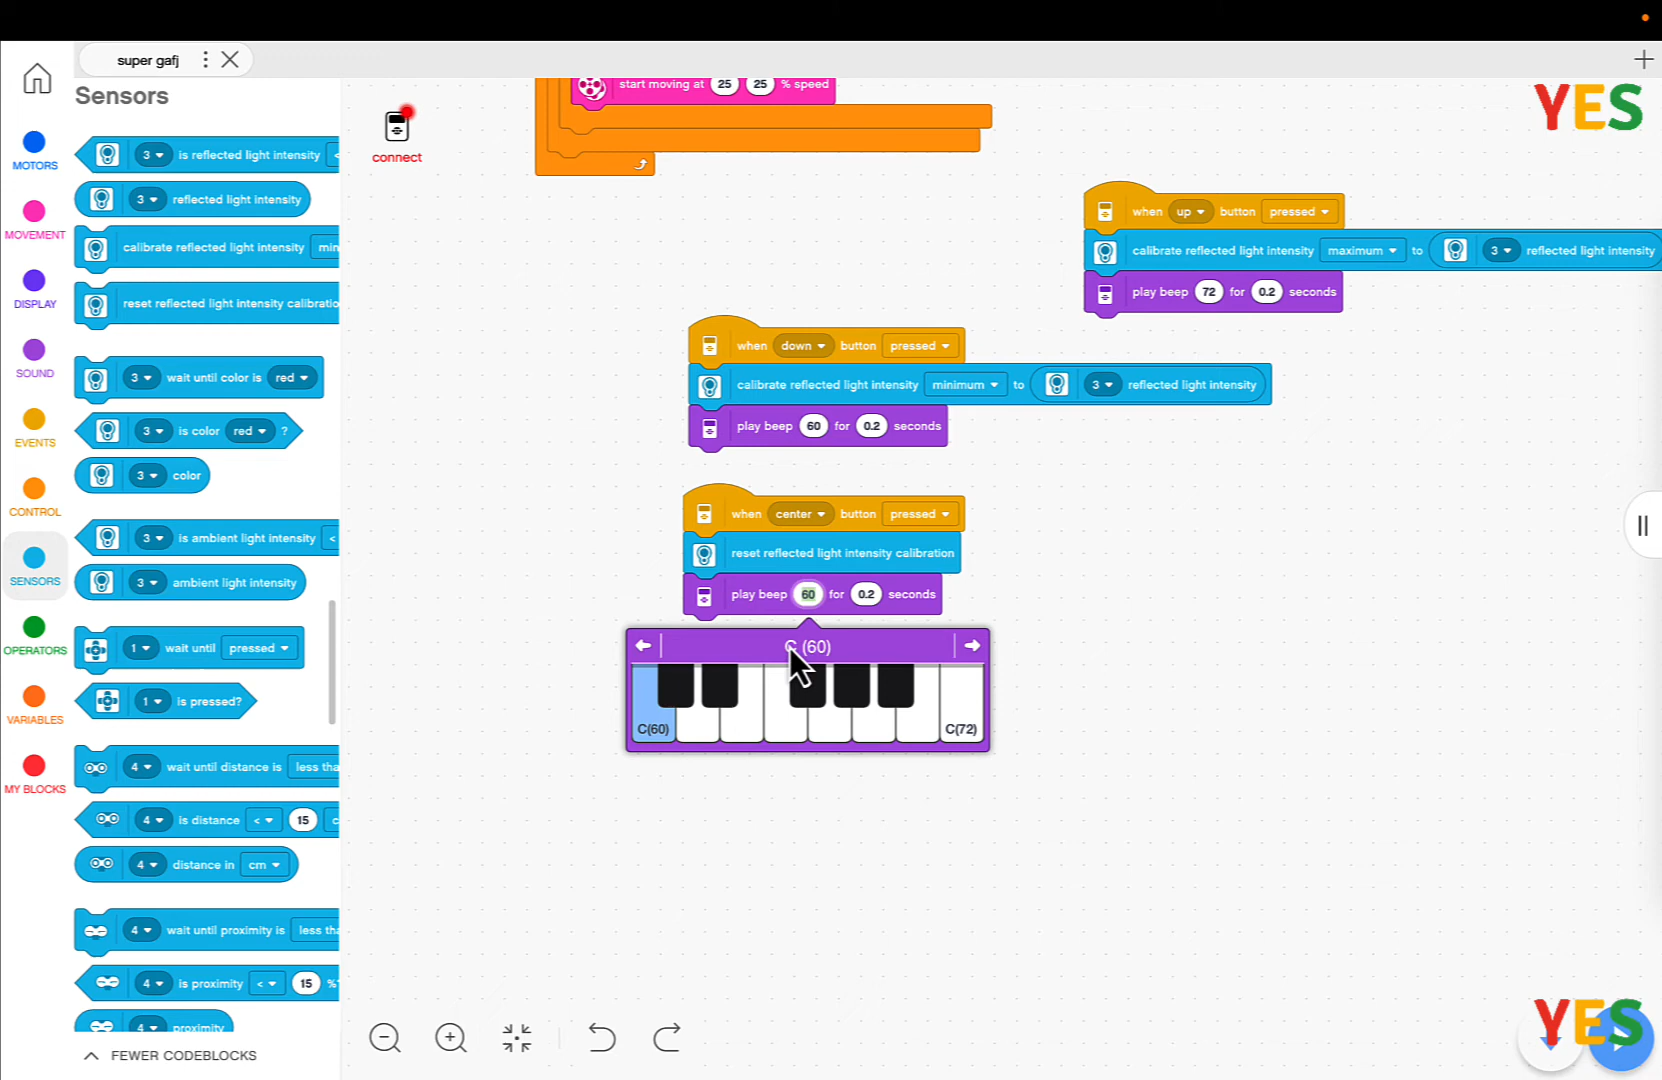 super gafj
YES
Sensors
start moving at 25 25 % speed
connect
MOTORS
MOVEMENT
DISPLAY
SOUND
EVENTS
CONTROL
SENSORS
OPERATORS
VARIABLES
MY BLOCKS
3 is reflected light intensity <
3 reflected light intensity
calibrate reflected light intensity min
reset reflected light intensity calibratio
3 wait until color is red
3 is color red ?
3 color
3 is ambient light intensity <
3 ambient light intensity
1 wait until pressed
1 is pressed?
4 wait until distance is less tha
4 is distance < 15 c
4 distance in cm
4 wait until proximity is less tha
4 is proximity < 15 %
4 proximity
FEWER CODEBLOCKS
when up button pressed
calibrate reflected light intensity maximum to 3 reflected light intensity
play beep 72 for 0.2 seconds
when down button pressed
calibrate reflected light intensity minimum to 3 reflected light intensity
play beep 60 for 0.2 seconds
when center button pressed
reset reflected light intensity calibration
play beep 60 for 0.2 seconds
C (60)
C(60) C(72)
YES